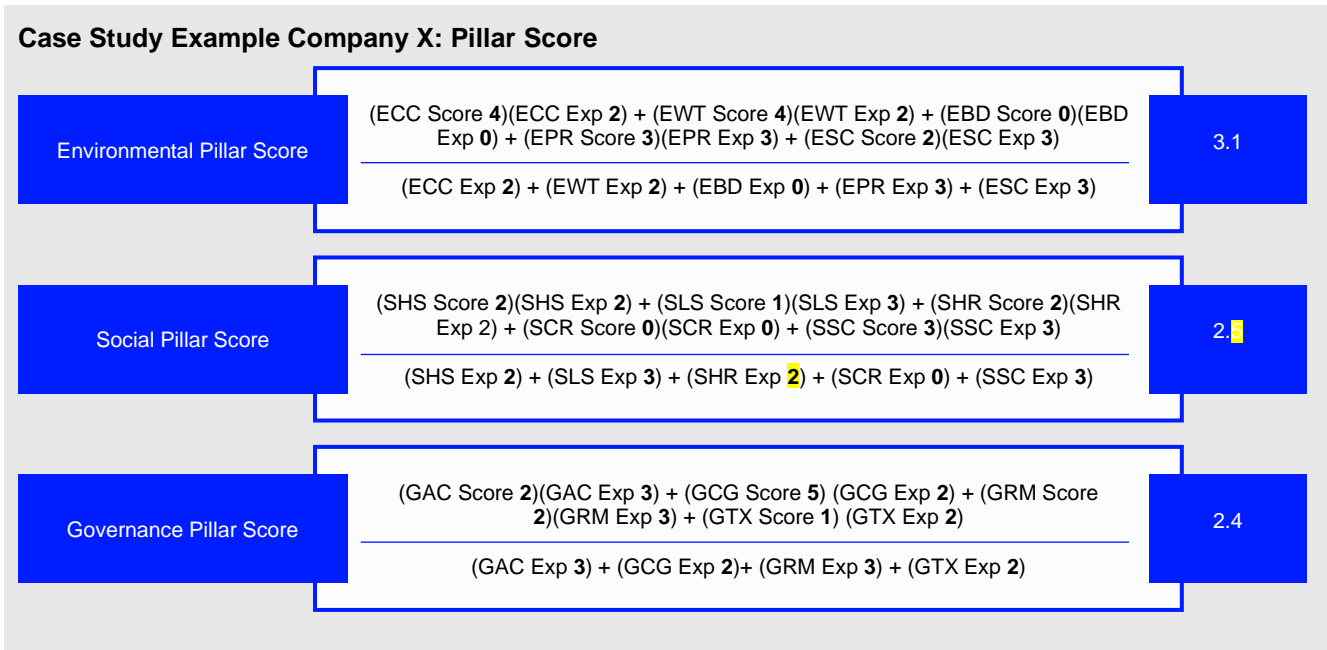 Case Study Example Company X: Pillar Score
Environmental Pillar Score
(ECC Score 4)(ECC Exp 2) + (EWT Score 4)(EWT Exp 2) + (EBD Score 0)(EBD
Exp 0) + (EPR Score 3)(EPR Exp 3) + (ESC Score 2)(ESC Exp 3)
(ECC Exp 2) + (EWT Exp 2) + (EBD Exp 0) + (EPR Exp 3) + (ESC Exp 3)
3.1
Social Pillar Score
(SHS Score 2)(SHS Exp 2) + (SLS Score 1)(SLS Exp 3) + (SHR Score 2)(SHR
Exp 2) + (SCR Score 0)(SCR Exp 0) + (SSC Score 3)(SSC Exp 3)
(SHS Exp 2) + (SLS Exp 3) + (SHR Exp 2) + (SCR Exp 0) + (SSC Exp 3)
2.5
Governance Pillar Score
(GAC Score 2)(GAC Exp 3) + (GCG Score 5) (GCG Exp 2) + (GRM Score
2)(GRM Exp 3) + (GTX Score 1) (GTX Exp 2)
(GAC Exp 3) + (GCG Exp 2)+ (GRM Exp 3) + (GTX Exp 2)
2.4